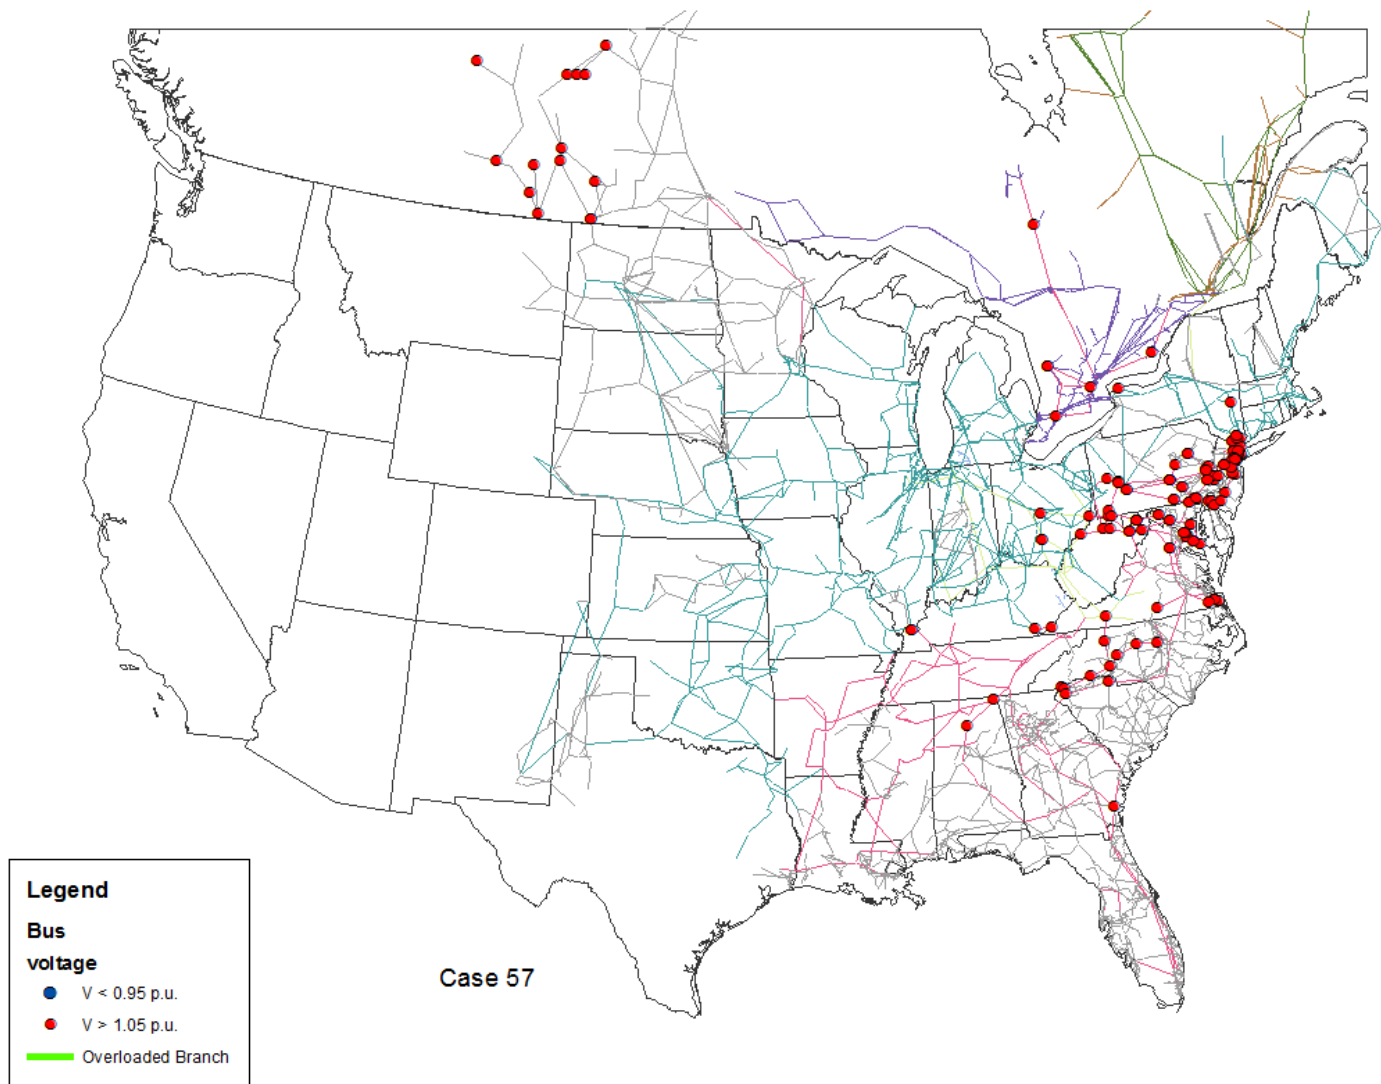 Case 57
Legend
Bus
voltage
V < 0.95 p.u.
V > 1.05 p.u.
Overloaded Branch